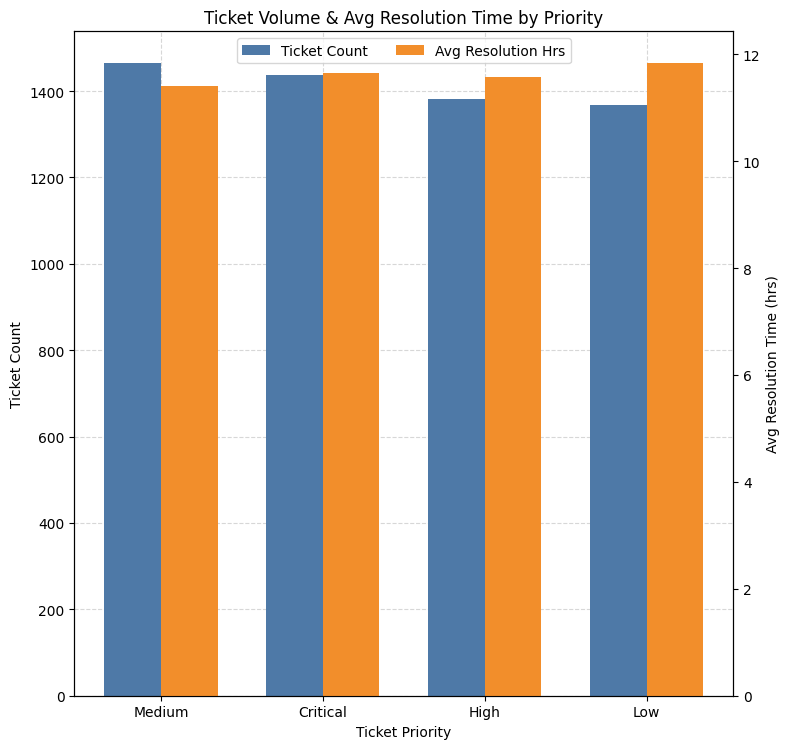 Ticket Volume & Avg Resolution Time by Priority
Ticket Count
Avg Resolution Hrs
Ticket Count
1400
1200
1000
800
600
400
200
0
12
10
8
6
4
2
0
Avg Resolution Time (hrs)
Medium
Critical
High
Low
Ticket Priority